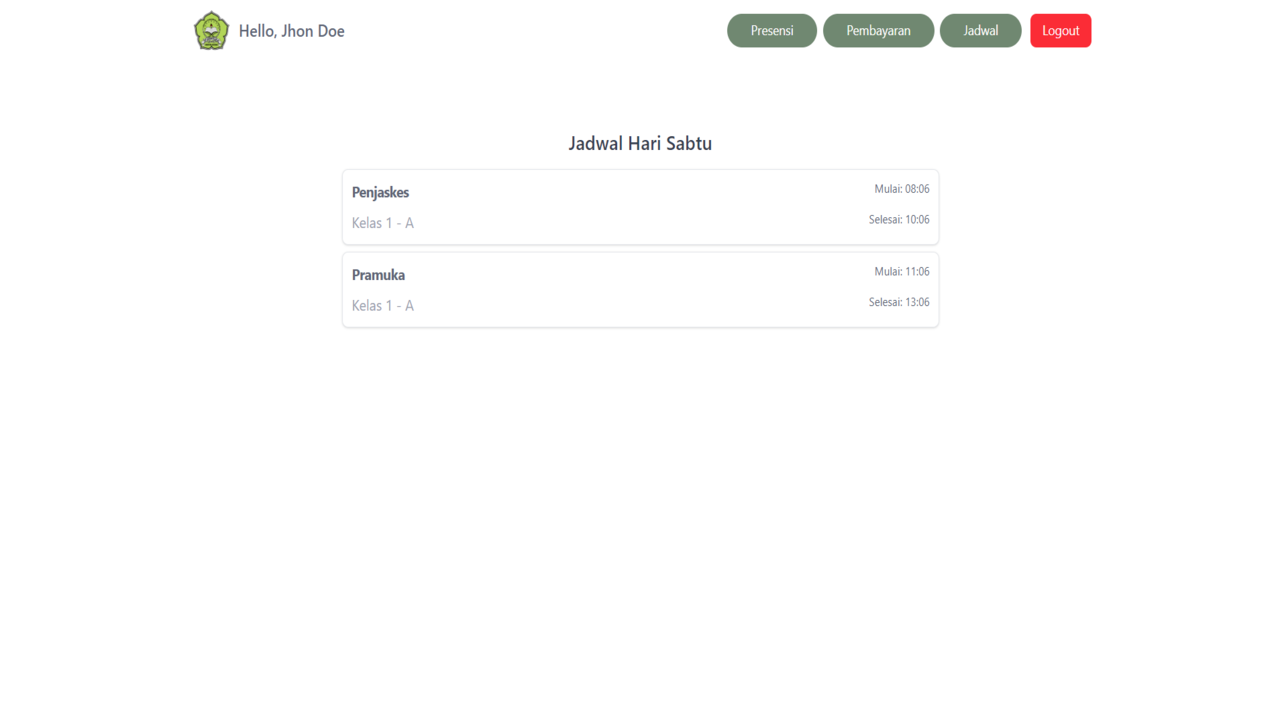 Hello, Jhon Doe
Presensi
Pembayaran
Jadwal
Logout
Jadwal Hari Sabtu
Penjaskes
Mulai: 08:06
Kelas 1 - A
Selesai: 10:06
Pramuka
Mulai: 11:06
Kelas 1 - A
Selesai: 13:06